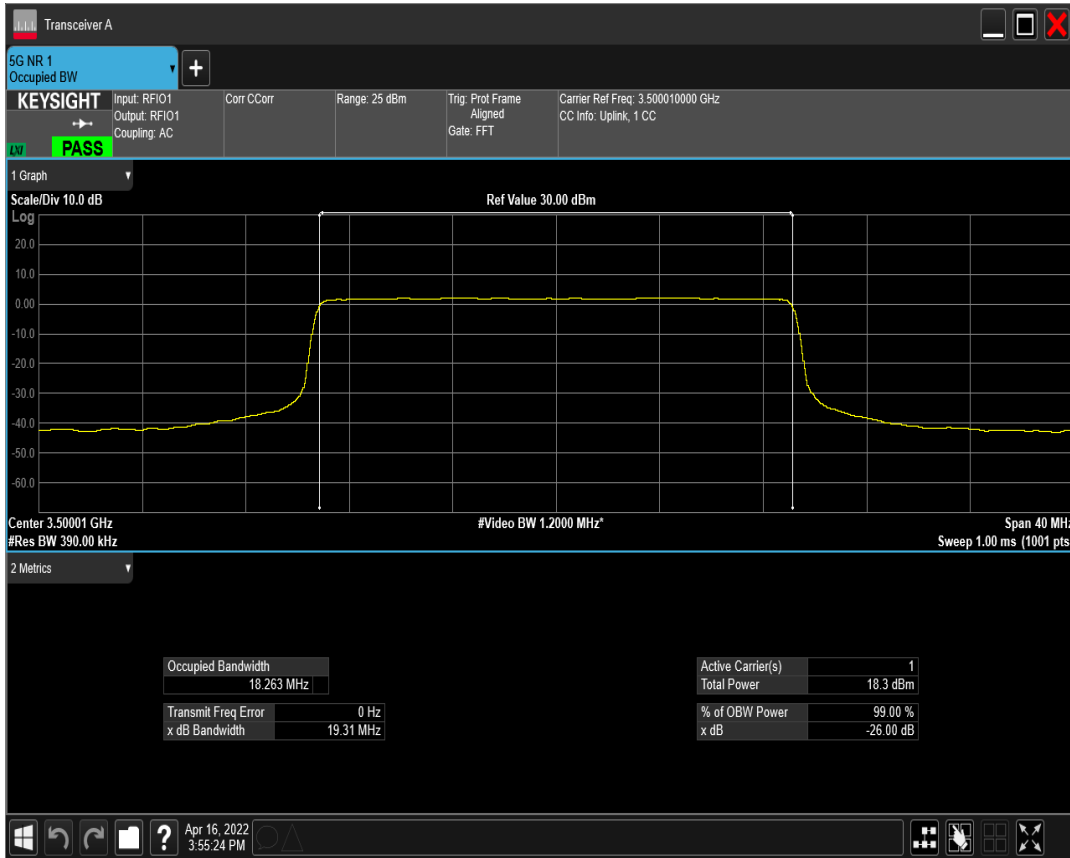 Transceiver A
5G NR 1
Occupied BW
KEYSIGHT
LXI
PASS
Input: RFIO1
Output: RFIO1
Coupling: AC
Corr CCorr
Range: 25 dBm
Trig: Prot Frame
Aligned
Gate: FFT
Carrier Ref Freq: 3.500010000 GHz
CC Info: Uplink, 1 CC
1 Graph
Scale/Div 10.0 dB
Ref Value 30.00 dBm
Log
20.0
10.0
0.00
-10.0
-20.0
-30.0
-40.0
-50.0
-60.0
Center 3.50001 GHz
#Video BW 1.2000 MHz*
Span 40 MHz
#Res BW 390.00 kHz
Sweep 1.00 ms (1001 pts
2 Metrics
Occupied Bandwidth
18.263 MHz
Transmit Freq Error 0 Hz
x dB Bandwidth 19.31 MHz
Active Carrier(s) 1
Total Power 18.3 dBm
% of OBW Power 99.00 %
x dB -26.00 dB
?
Apr 16, 2022
3:55:24 PM